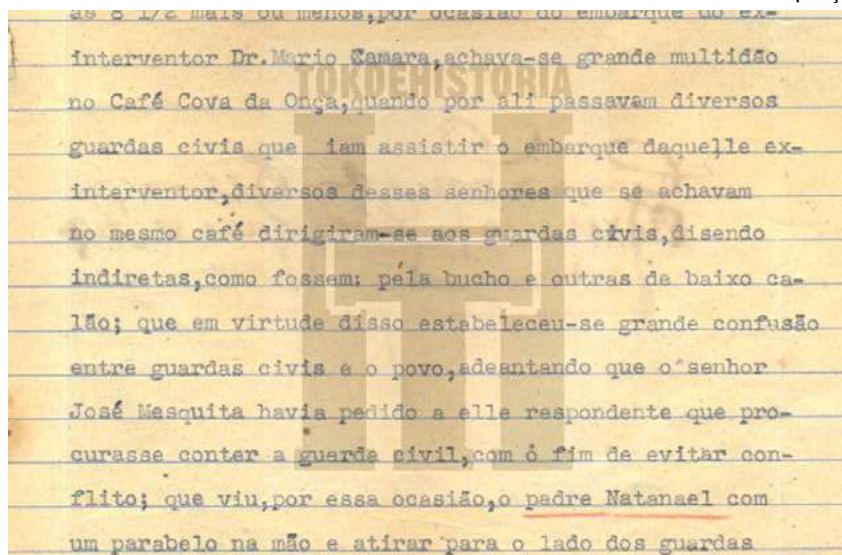 as 8 1/2 mais ou menos,por ocasião do embarque do ex-
interventor Dr.Mario Camara,achava-se grande multidão
TOKDEHISTORIA
no Café Cova da Onça,quando por ali passavam diversos
guardas civis que iam assistir o embarque daquelle ex-
interventor,diversos desses senhores que se achavam
no mesmo café dirigiram-se aos guardas civis,disendo
indiretas,como fossem: péla bucho e outras de baixo ca-
lão; que em virtude disso estabeleceu-se grande confusão
entre guardas civis e o povo,adeantando que o senhor
José Mesquita havia pedido a elle respondente que pro-
curasse conter a guarda civil,com ó fim de evitar con-
flito; que viu,por essa ocasião,o padre Natanael com
um parabelo na mão e atirar para o lado dos guardas